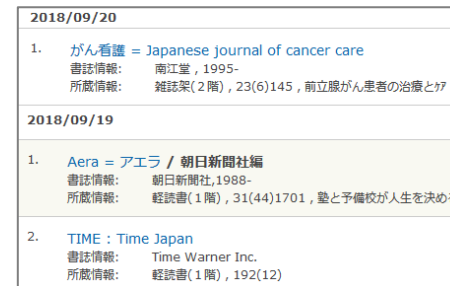 2018/09/20
1. がん看護 = Japanese journal of cancer care
書誌情報: 南江堂 , 1995-
所蔵情報: 雑誌架(2階) , 23(6)145 , 前立腺がん患者の治療とｹｱ
2018/09/19
1. Aera = アエラ / 朝日新聞社編
書誌情報: 朝日新聞社,1988-
所蔵情報: 軽読書(1階) , 31(44)1701 , 塾と予備校が人生を決め
2. TIME : Time Japan
書誌情報: Time Warner Inc.
所蔵情報: 軽読書(1階) , 192(12)